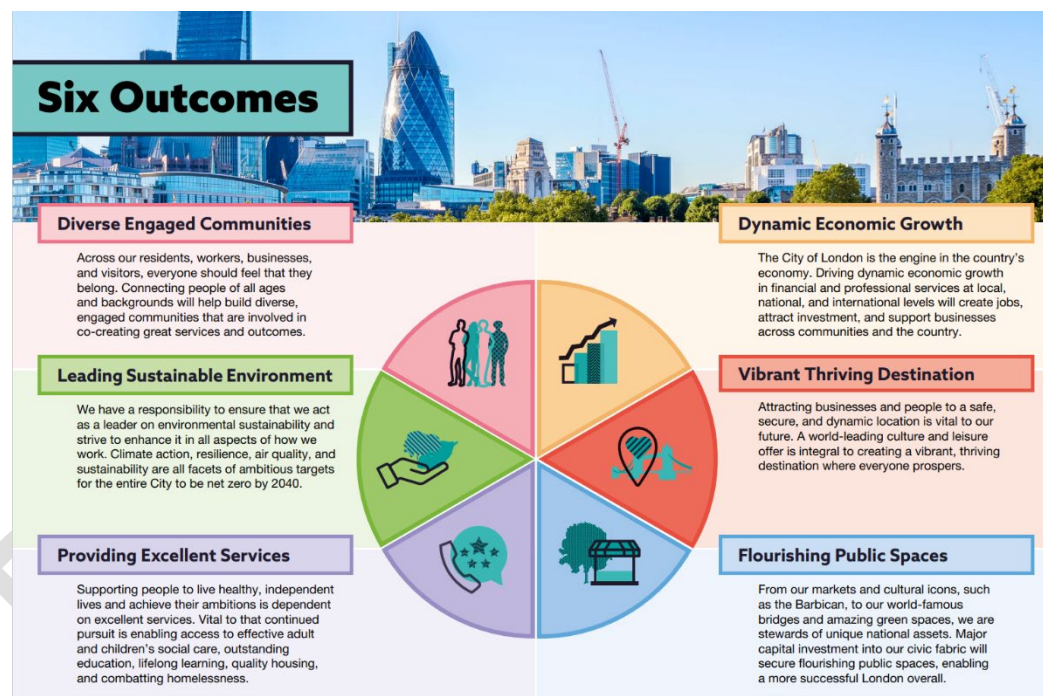 Six Outcomes
Diverse Engaged Communities
Across our residents, workers, businesses,
and visitors, everyone should feel that they
belong. Connecting people of all ages
and backgrounds will help build diverse,
engaged communities that are involved in
co-creating great services and outcomes.
Leading Sustainable Environment
We have a responsibility to ensure that we act
as a leader on environmental sustainability and
strive to enhance it in all aspects of how we
work. Climate action, resilience, air quality, and
sustainability are all facets of ambitious targets
for the entire City to be net zero by 2040.
Providing Excellent Services
Supporting people to live healthy, independent
lives and achieve their ambitions is dependent
on excellent services. Vital to that continued
pursuit is enabling access to effective adult
and children's social care, outstanding
education, lifelong learning, quality housing,
and combatting homelessness.
Dynamic Economic Growth
The City of London is the engine in the country's
economy. Driving dynamic economic growth
in financial and professional services at local,
national, and international levels will create jobs,
attract investment, and support businesses
across communities and the country.
Vibrant Thriving Destination
Attracting businesses and people to a safe,
secure, and dynamic location is vital to our
future. A world-leading culture and leisure
offer is integral to creating a vibrant, thriving
destination where everyone prospers.
Flourishing Public Spaces
From our markets and cultural icons, such
as the Barbican, to our world-famous
bridges and amazing green spaces, we are
stewards of unique national assets. Major
capital investment into our civic fabric will
secure flourishing public spaces, enabling
a more successful London overall.